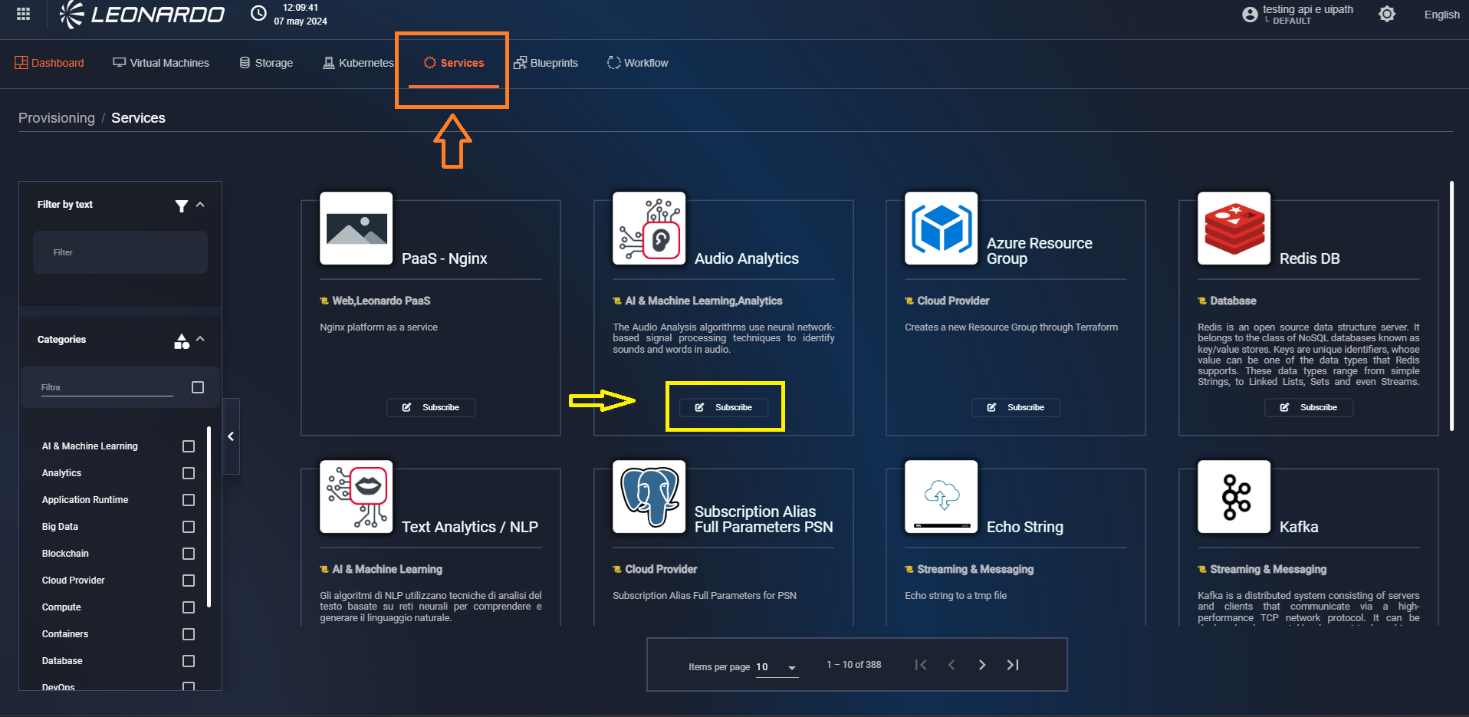 LEONARDO
12:09:41
07 may 2024
testing api e uipath
DEFAULT
English
Dashboard
Virtual Machines
Storage
Kubernetes
Services
Blueprints
Workflow
Provisioning / Services
Filter by text
Filter
Categories
Filtra
AI & Machine Learning
Analytics
Application Runtime
Big Data
Blockchain
Cloud Provider
Compute
Containers
Database
DevOps
PaaS - Nginx
Web,Leonardo PaaS
Nginx platform as a service
Subscribe
Audio Analytics
AI & Machine Learning,Analytics
The Audio Analysis algorithms use neural network-
based signal processing techniques to identify
sounds and words in audio.
Subscribe
Azure Resource
Group
Cloud Provider
Creates a new Resource Group through Terraform
Subscribe
Redis DB
Database
Redis is an open source data structure server. It
belongs to the class of NoSQL databases known as
key/value stores. Keys are unique identifiers, whose
value can be one of the data types that Redis
supports. These data types range from simple
Strings, to Linked Lists, Sets and even Streams.
Subscribe
Text Analytics / NLP
AI & Machine Learning
Gli algoritmi di NLP utilizzano tecniche di analisi del
testo basate su reti neurali per comprendere e
generare il linguaggio naturale.
Subscription Alias
Full Parameters PSN
Cloud Provider
Subscription Alias Full Parameters for PSN
Echo String
Streaming & Messaging
Echo string to a tmp file
Kafka
Streaming & Messaging
Kafka is a distributed system consisting of servers
and clients that communicate via a high-
performance TCP network protocol. It can be
Items per page 10
1 – 10 of 388